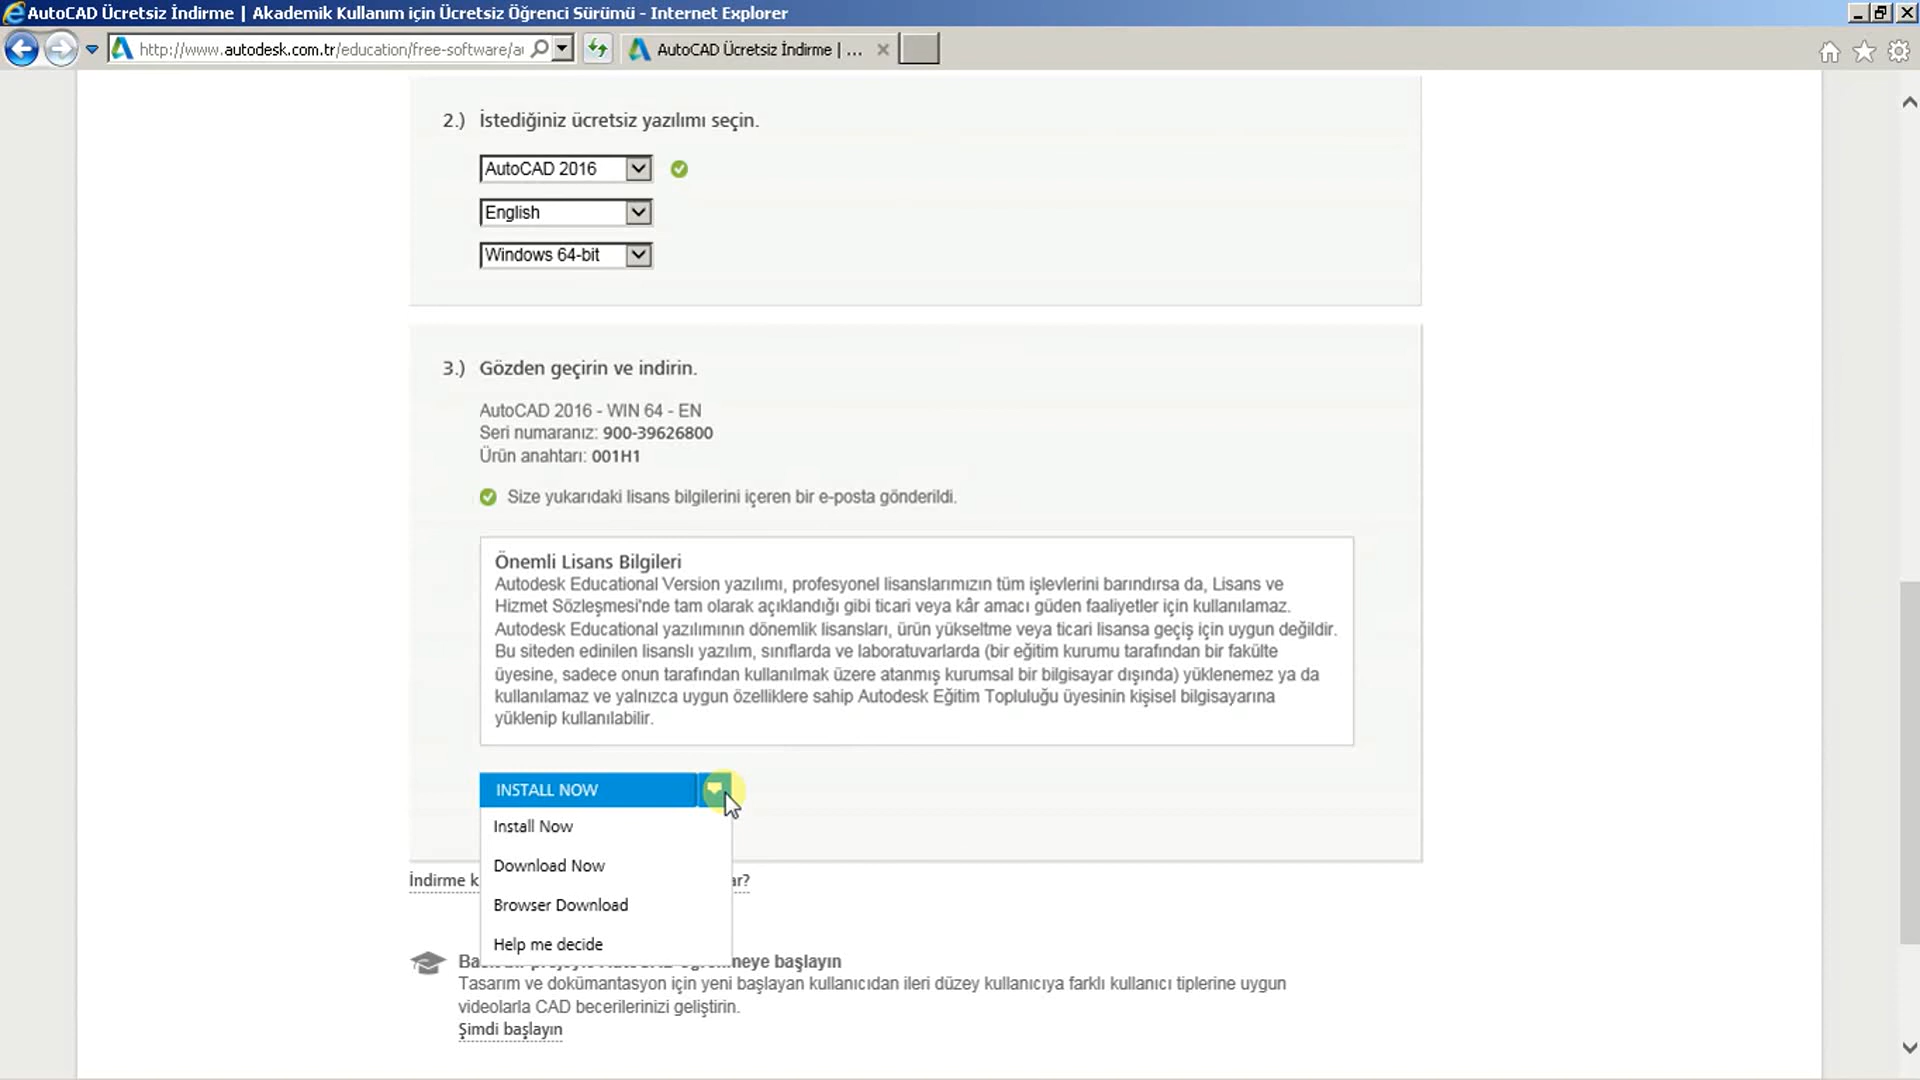 AutoCAD Ücretsiz İndirme | Akademik Kullanım için Ücretsiz Öğrenci Sürümü - Internet Explorer
http://www.autodesk.com.tr/education/free-software/au
AutoCAD Ücretsiz İndirme | ...
2.) İstediğiniz ücretsiz yazılımı seçin.
AutoCAD 2016
English
Windows 64-bit
3.) Gözden geçirin ve indirin.
AutoCAD 2016 - WIN 64 - EN
Seri numaranız: 900-39626800
Ürün anahtarı: 001H1
Size yukarıdaki lisans bilgilerini içeren bir e-posta gönderildi.
Önemli Lisans Bilgileri
Autodesk Educational Version yazılımı, profesyonel lisanslarımızın tüm işlevlerini barındırsa da, Lisans ve
Hizmet Sözleşmesi'nde tam olarak açıklandığı gibi ticari veya kâr amacı güden faaliyetler için kullanılamaz.
Autodesk Educational yazılımının dönemlik lisansları, ürün yükseltme veya ticari lisansa geçiş için uygun değildir.
Bu siteden edinilen lisanslı yazılım, sınıflarda ve laboratuvarlarda (bir eğitim kurumu tarafından bir fakülte
üyesine, sadece onun tarafından kullanılmak üzere atanmış kurumsal bir bilgisayar dışında) yüklenemez ya da
kullanılamaz ve yalnızca uygun özelliklere sahip Autodesk Eğitim Topluluğu üyesinin kişisel bilgisayarına
yüklenip kullanılabilir.
INSTALL NOW
Install Now
Download Now
İndirme k ar?
Browser Download
Help me decide
başlayın
Tasarım ve dokümantasyon için yeni başlayan kullanıcıdan ileri düzey kullanıcıya farklı kullanıcı tiplerine uygun
videolarla CAD becerilerinizi geliştirin.
Şimdi başlayın